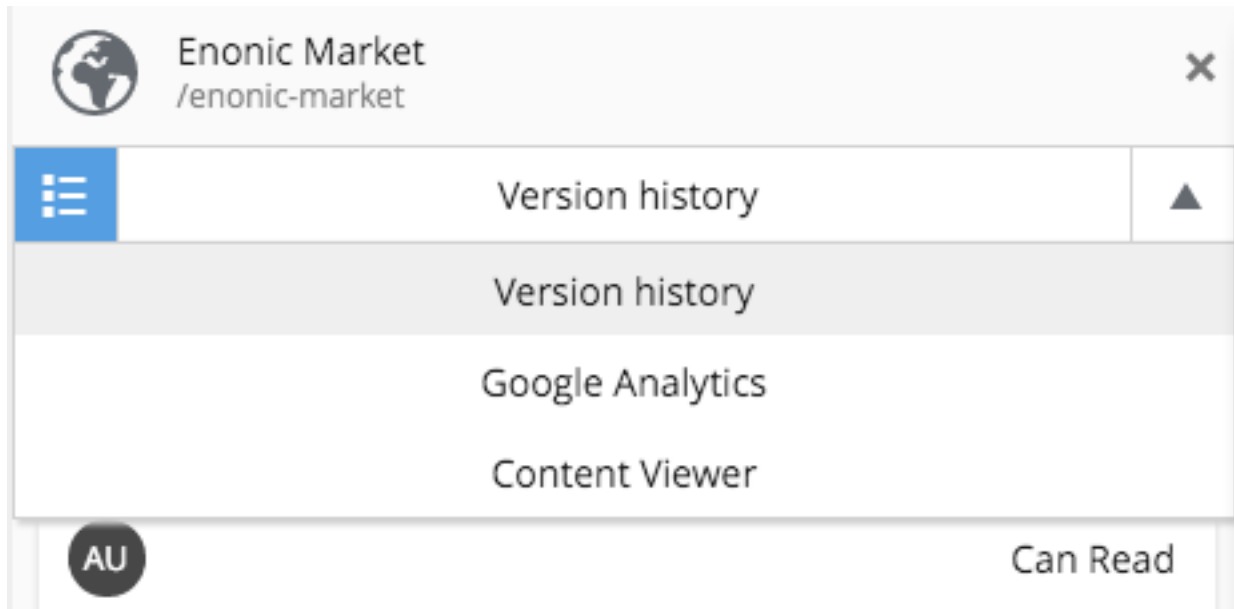 Enonic Market
/enonic-market
Version history
Version history
Google Analytics
Content Viewer
AU
Can Read